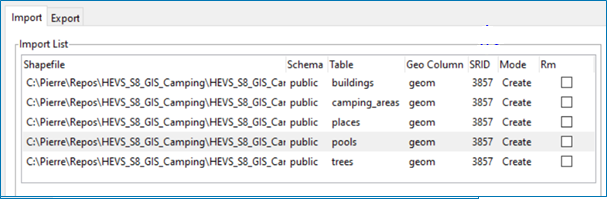 Import Export
Import List
Shapefile Schema Table Geo Column SRID Mode Rm
C:\Pierre\Repos\HEVS_S8_GIS_Camping\HEVS_S8_GIS_Car public buildings geom 3857 Create
C:\Pierre\Repos\HEVS_S8_GIS_Camping\HEVS_S8_GIS_Car public camping_areas geom 3857 Create
C:\Pierre\Repos\HEVS_S8_GIS_Camping\HEVS_S8_GIS_Car public places geom 3857 Create
C:\Pierre\Repos\HEVS_S8_GIS_Camping\HEVS_S8_GIS_Car public pools geom 3857 Create
C:\Pierre\Repos\HEVS_S8_GIS_Camping\HEVS_S8_GIS_Car public trees geom 3857 Create